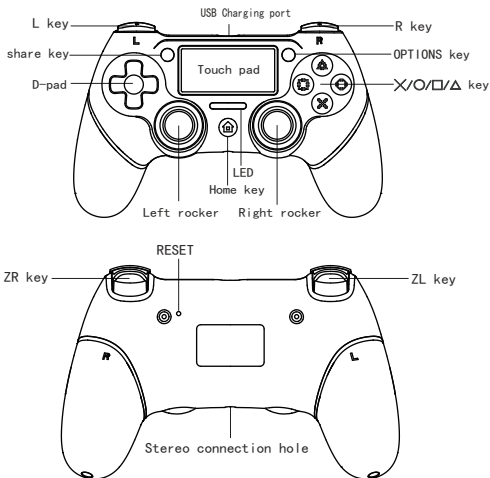 USB Charging port
L key
R key
L
R
share key
OPTIONS key
Touch pad
D-pad
╳/○/□/△ key
LED
Home key
Left rocker
Right rocker
RESET
ZR key
ZL key
R
L
Stereo connection hole